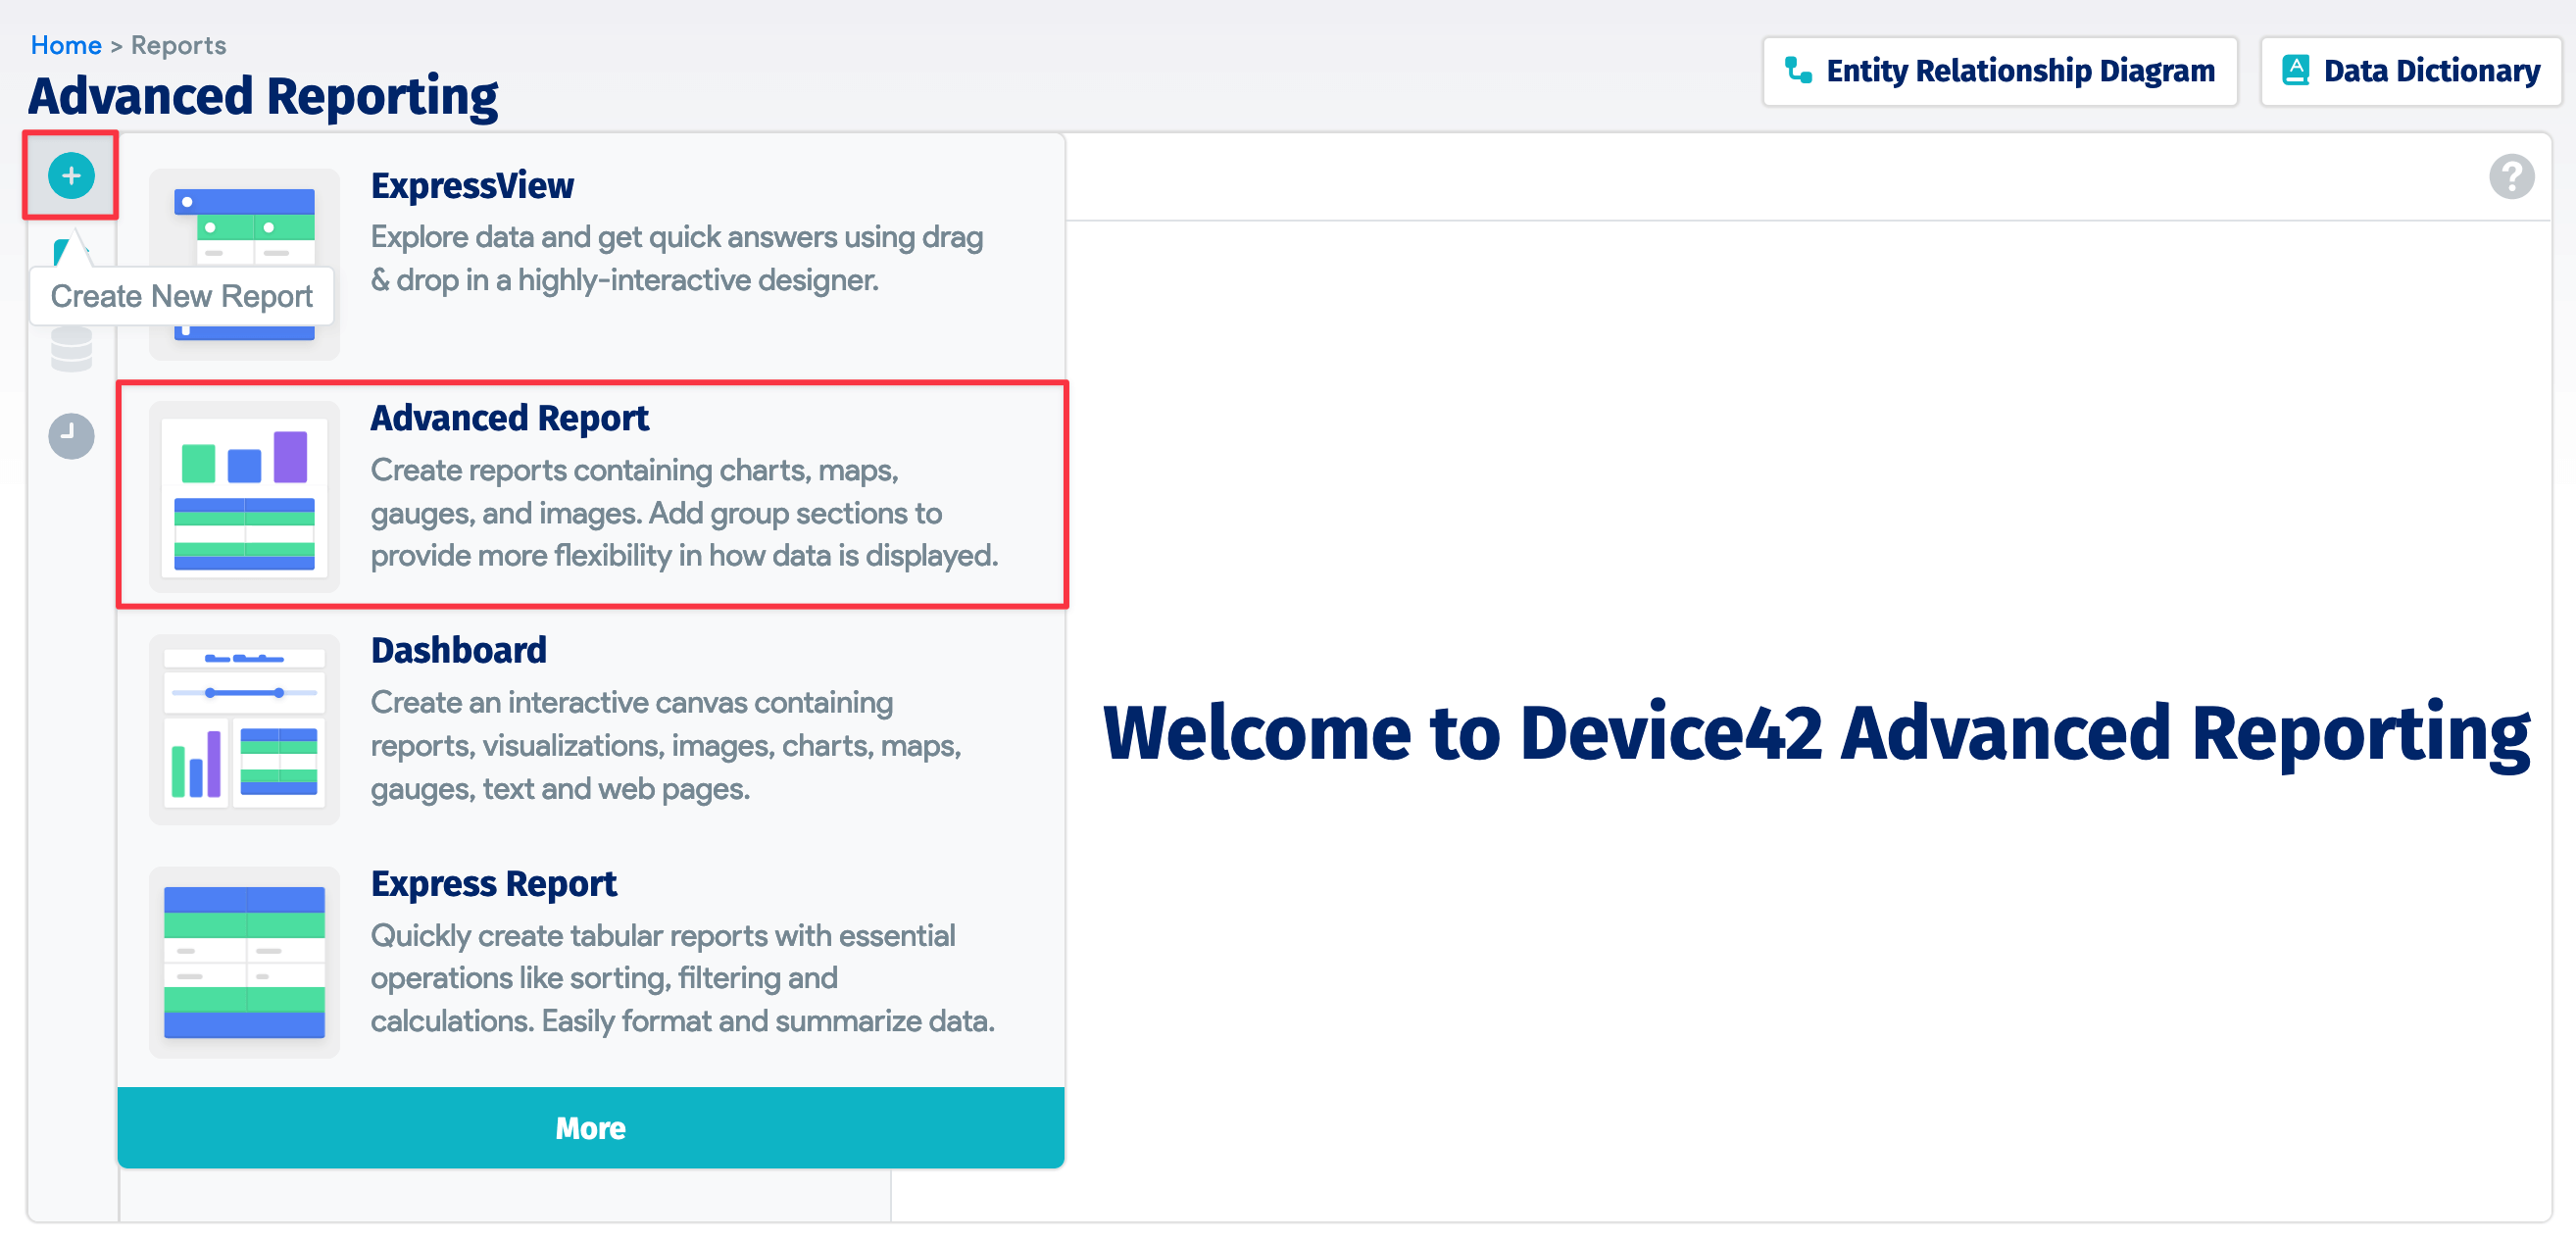 Home > Reports
Advanced Reporting
Entity Relationship Diagram
Data Dictionary
ExpressView
Explore data and get quick answers using drag
& drop in a highly-interactive designer.
Create New Report
Advanced Report
Create reports containing charts, maps,
gauges, and images. Add group sections to
provide more flexibility in how data is displayed.
Dashboard
Create an interactive canvas containing
reports, visualizations, images, charts, maps,
gauges, text and web pages.
Express Report
Quickly create tabular reports with essential
operations like sorting, filtering and
calculations. Easily format and summarize data.
More
Welcome to Device42 Advanced Reporting